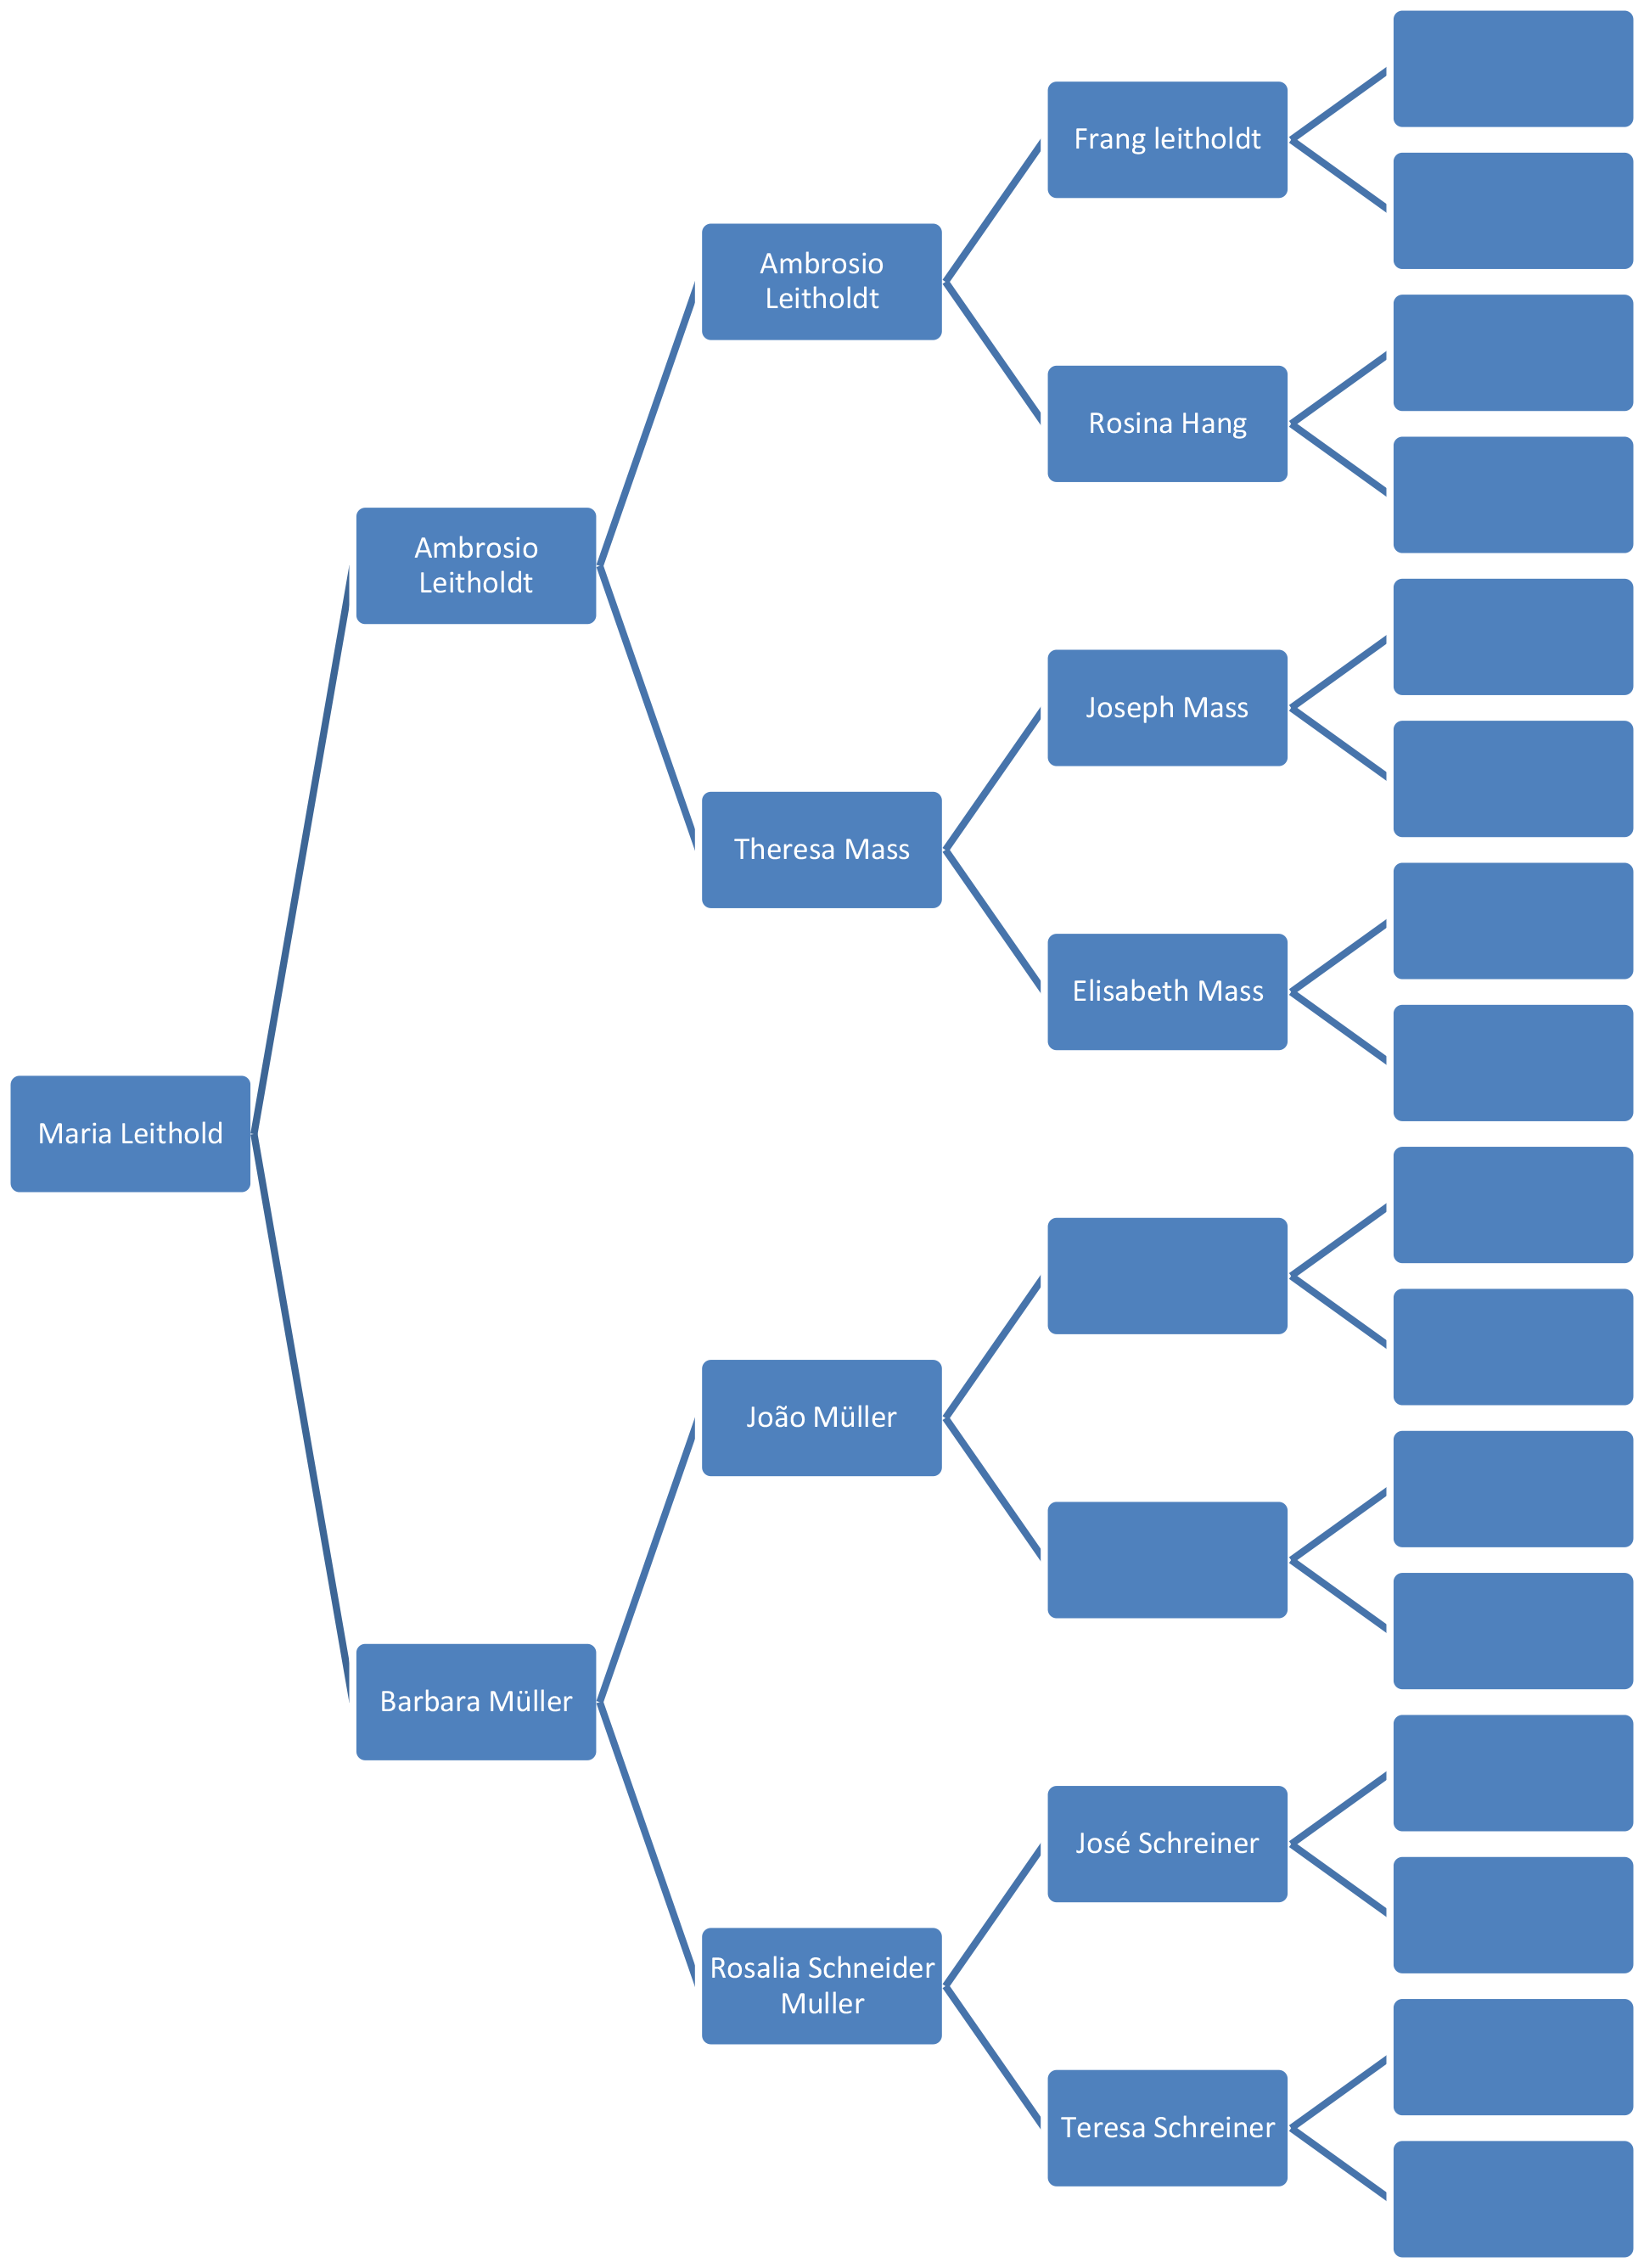 Maria Leithold
Ambrosio
Leitholdt
Ambrosio
Leitholdt
Frang leitholdt
Rosina Hang
Theresa Mass
Joseph Mass
Elisabeth Mass
Barbara Müller
João Müller
Rosalia Schneider
Muller
José Schreiner
Teresa Schreiner